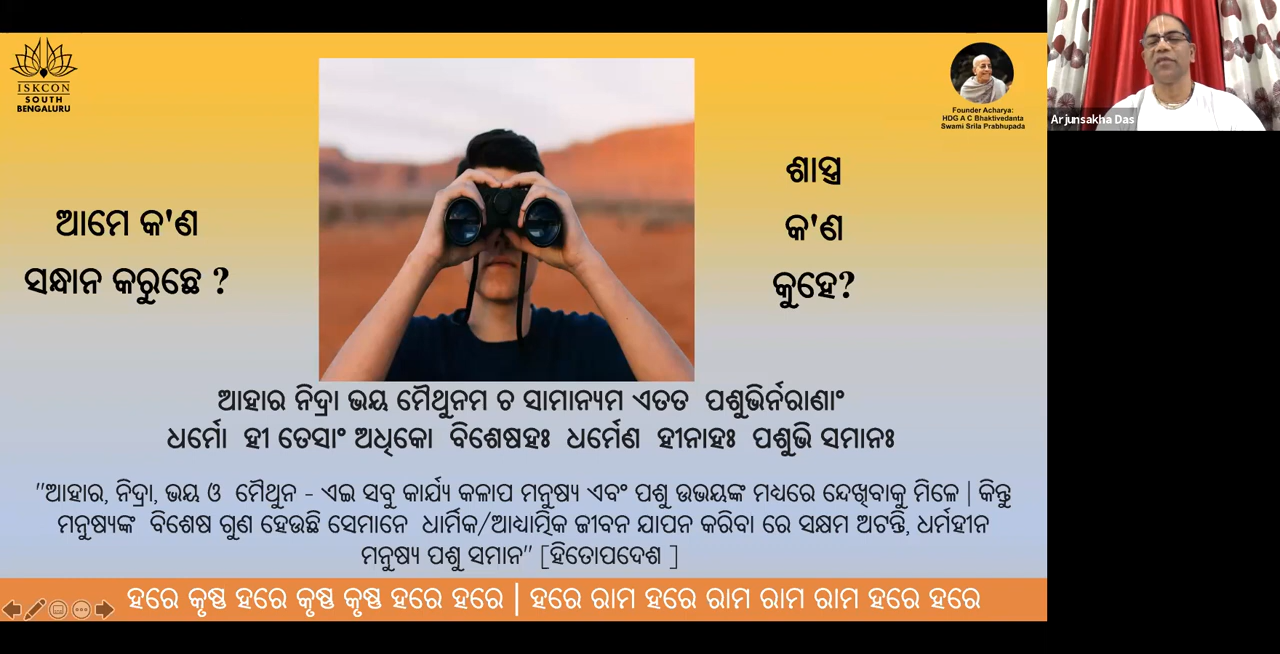 ISKCON
SOUTH
BENGALURU
Founder Acharya:
HDG A C Bhaktivedanta
Swami Srila Prabhupada
Arjunsakha Das
ଆମେ କ'ଣ
ସନ୍ଧାନ କରୁଛେ ?
ଶାସ୍ତ୍ର
କ'ଣ
କୁହେ?
ଆହାର ନିଦ୍ରା ଭୟ ମୈଥୁନମ ଚ ସାମାନ୍ୟମ ଏତତ ପଶୁଭିର୍ନରାଣାଂ
ଧର୍ମୋ ହୀ ତେସାଂ ଅଧିକୋ ବିଶେଷହଃ ଧର୍ମେଣ ହୀନାହଃ ପଶୁଭି ସମାନଃ
"ଆହାର, ନିଦ୍ରା, ଭୟ ଓ ମୈଥୁନ - ଏଇ ସବୁ କାର୍ଯ୍ୟ କଳାପ ମନୁଷ୍ୟ ଏବଂ ପଶୁ ଉଭୟଙ୍କ ମଧ୍ୟରେ ଦେଖିବାକୁ ମିଳେ | କିନ୍ତୁ
ମନୁଷ୍ୟଙ୍କ ବିଶେଷ ଗୁଣ ହେଉଛି ସେମାନେ ଧାର୍ମିକ/ଆଧ୍ୟାତ୍ମିକ ଜୀବନ ଯାପନ କରିବା ରେ ସକ୍ଷମ ଅଟନ୍ତି, ଧର୍ମହୀନ
ମନୁଷ୍ୟ ପଶୁ ସମାନ" [ହିତୋପଦେଶ ]
ହରେ କୃଷ୍ଣ ହରେ କୃଷ୍ଣ କୃଷ୍ଣ ହରେ ହରେ | ହରେ ରାମ ହରେ ରାମ ରାମ ରାମ ହରେ ହରେ